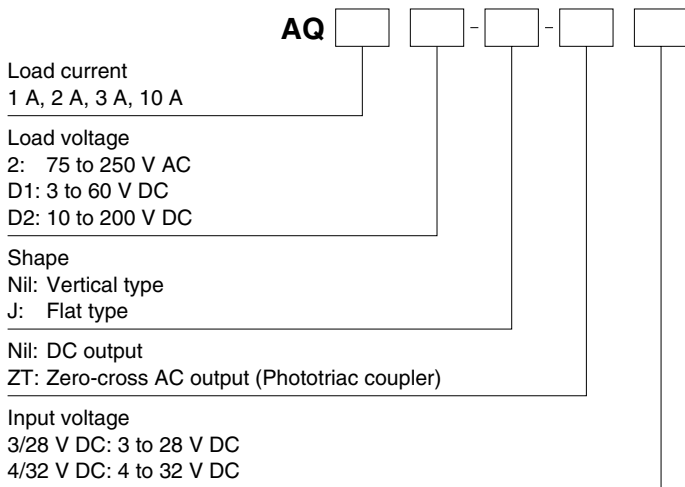 AQ - -
Load current
1 A, 2 A, 3 A, 10 A
Load voltage
2: 75 to 250 V AC
D1: 3 to 60 V DC
D2: 10 to 200 V DC
Shape
Nil: Vertical type
J: Flat type
Nil: DC output
ZT: Zero-cross AC output (Phototriac coupler)
Input voltage
3/28 V DC: 3 to 28 V DC
4/32 V DC: 4 to 32 V DC